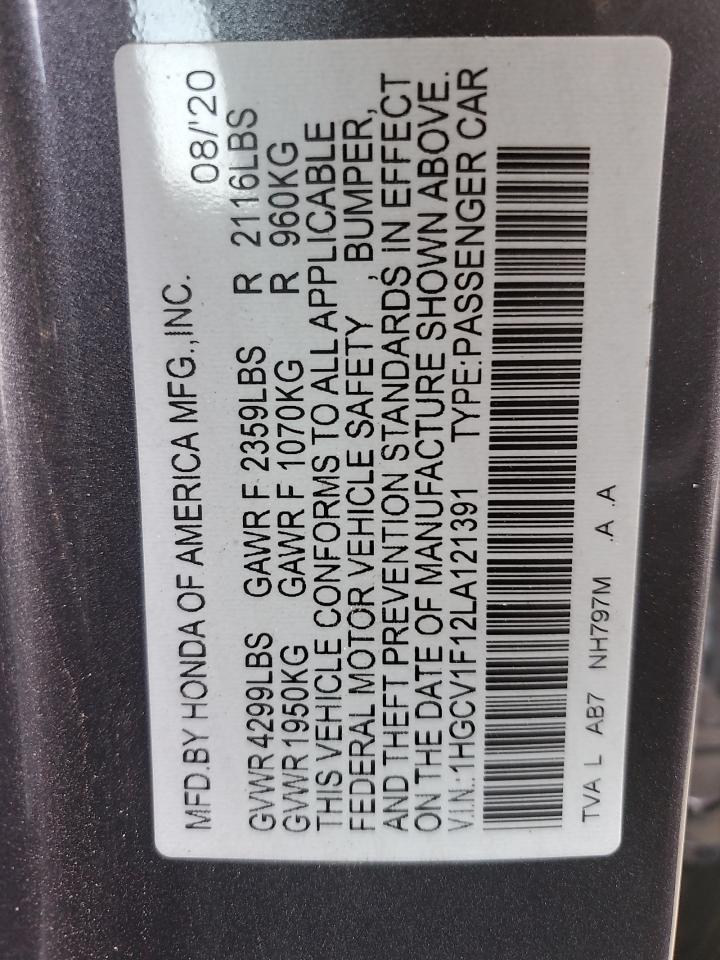 MFD.BY HONDA OF AMERICA MFG.,INC. 08/'20
GVWR 4299LBS GAWR F 2359LBS R 2116LBS
GVWR 1950KG GAWR F 1070KG R 960KG
THIS VEHICLE CONFORMS TO ALL APPLICABLE
FEDERAL MOTOR VEHICLE SAFETY , BUMPER,
AND THEFT PREVENTION STANDARDS IN EFFECT
ON THE DATE OF MANUFACTURE SHOWN ABOVE.
V.I.N.:1HGCV1F12LA121391 TYPE:PASSENGER CAR
TVA L AB7 NH797M .A .A